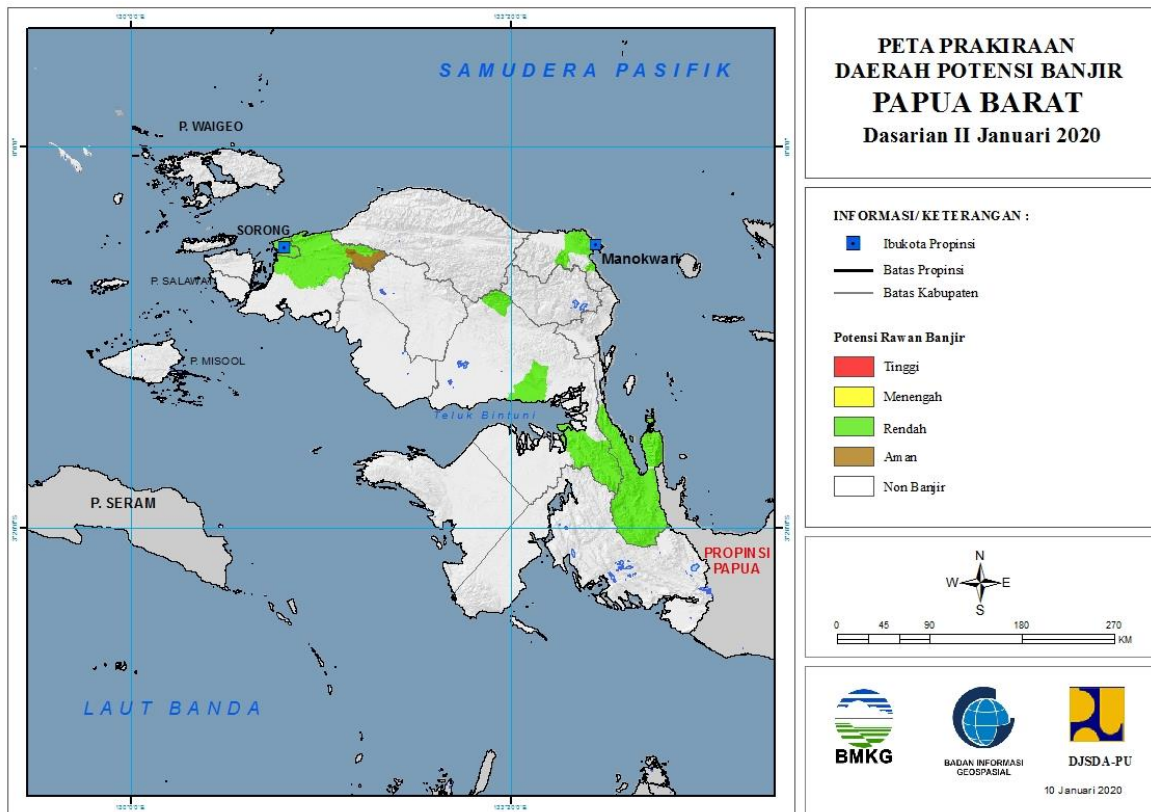 SAMUDERA PASIFIK
P. WAIGEO
SORONG
Manokwari
P. MISOOL
Teluk Bintuni
P. SERAM
PROPINSI
PAPUA
LAUT BANDA
PETA PRAKIRAAN
DAERAH POTENSI BANJIR
PAPUA BARAT
Dasarian II Januari 2020
INFORMASI/ KETERANGAN :
Ibukota Propinsi
Batas Propinsi
Batas Kabupaten
Potensi Rawan Banjir
Tinggi
Menengah
Rendah
Aman
Non Banjir
N
W E
S
0 45 90 180 270
KM
BMKG
BADAN INFORMASI
GEOSPASIAL
DJSDA-PU
10 Januari 2020